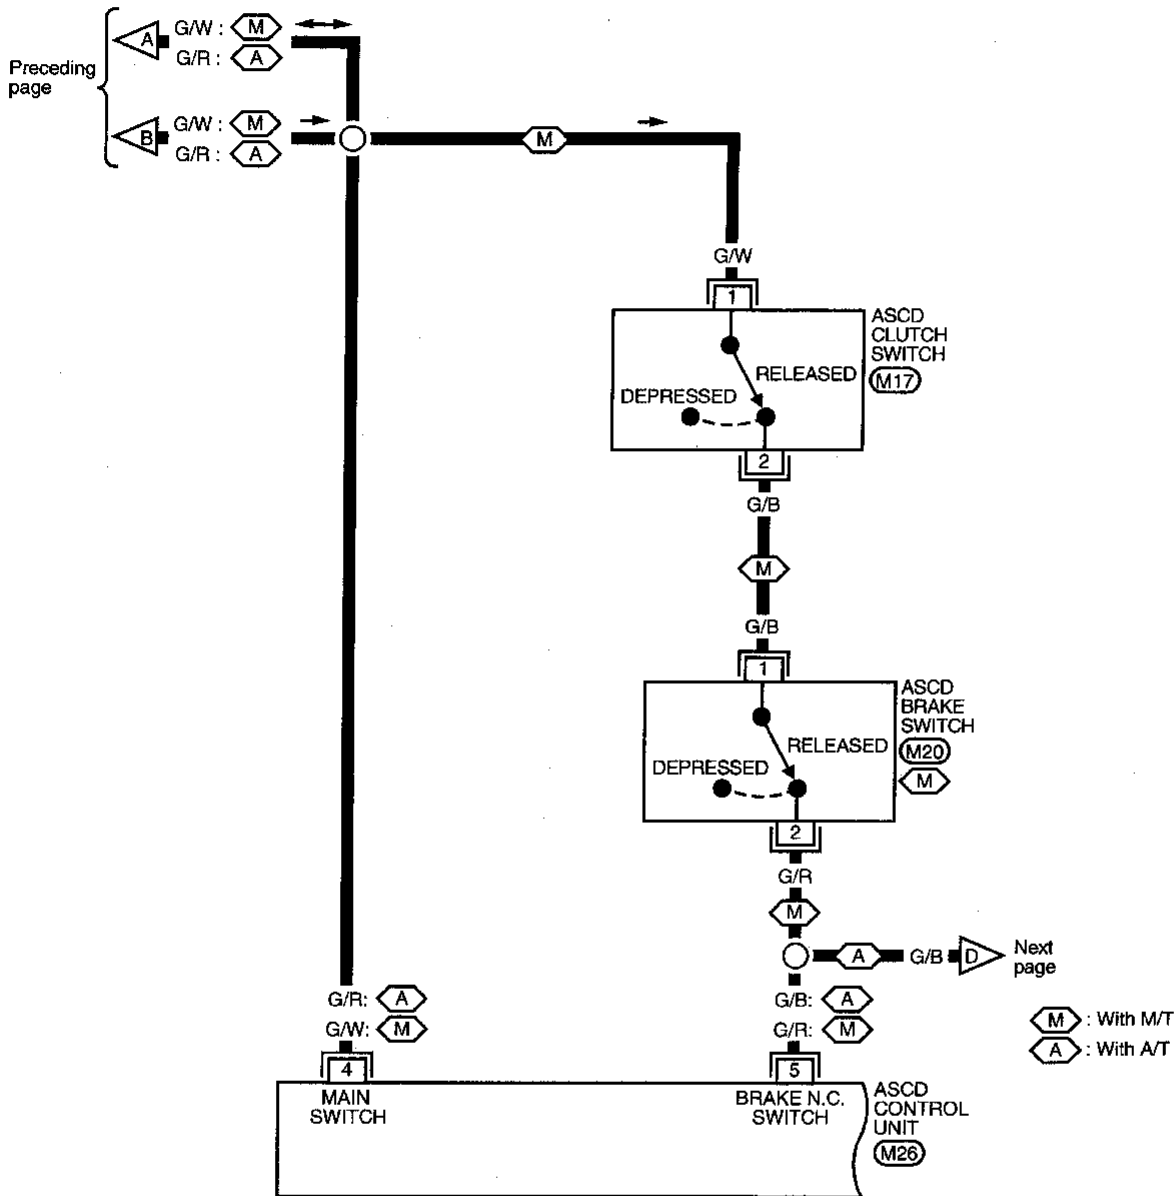 G/W : M
A
G/R : A
Preceding
page
G/W : M
B
G/R : A
M
G/W
1
ASCD
CLUTCH
SWITCH
M17
RELEASED
DEPRESSED
2
G/B
M
G/B
1
ASCD
BRAKE
SWITCH
M20
M
RELEASED
DEPRESSED
2
G/R
M
A
G/B
D
Next
page
G/R: A
G/W: M
G/B: A
G/R: M
M : With M/T
A : With A/T
4
MAIN
SWITCH
5
BRAKE N.C.
SWITCH
ASCD
CONTROL
UNIT
M26